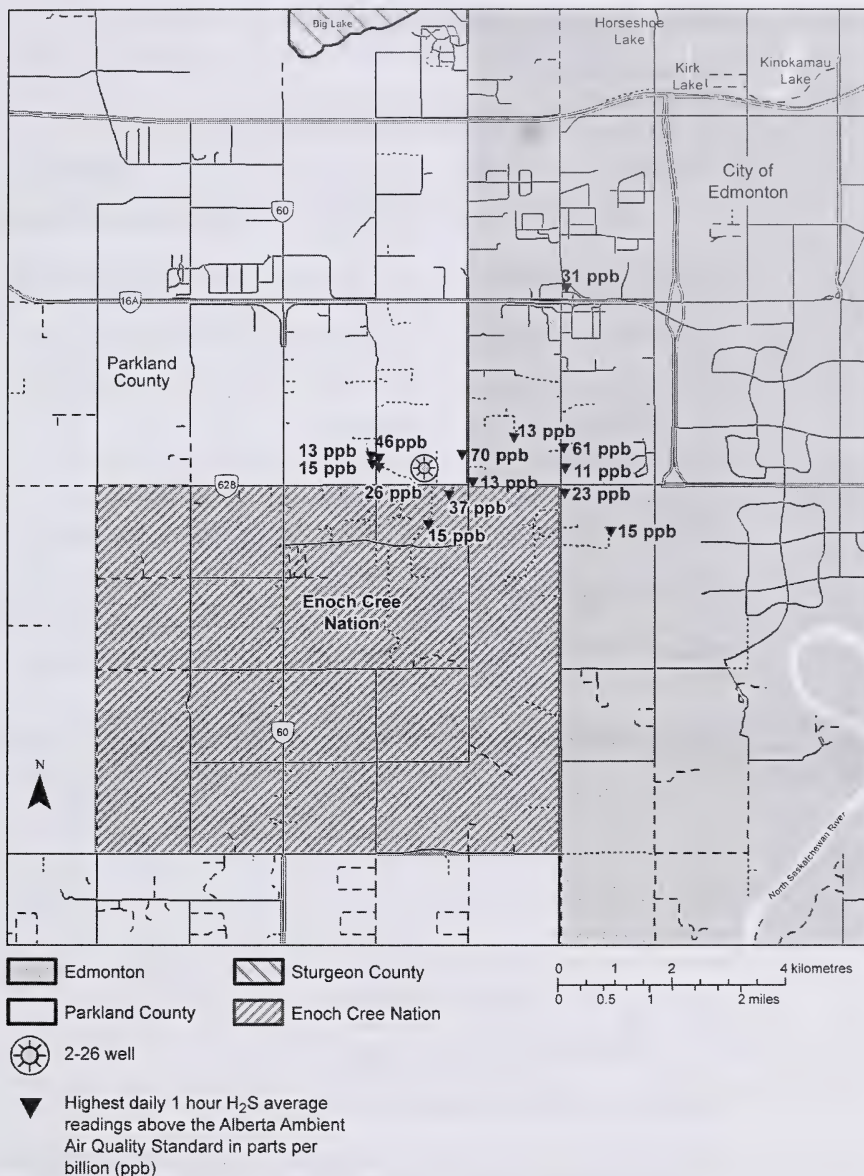 Big Lake
Horseshoe
Lake
Kirk
Lake
Kinokamau
Lake
City of
Edmonton
60
31 ppb
16A
Parkland
County
13 ppb
46ppb
13 ppb
70 ppb
61 ppb
15 ppb
11 ppb
62B
26 ppb
13 ppb
23 ppb
37 ppb
15 ppb
15 ppb
Enoch Cree
Nation
60
N
North Saskatchewan River
Edmonton
Sturgeon County
0 1 2 4 kilometres
0 0.5 1 2 miles
Parkland County
Enoch Cree Nation
2-26 well
Highest daily 1 hour H₂S average
readings above the Alberta Ambient
Air Quality Standard in parts per
billion (ppb)